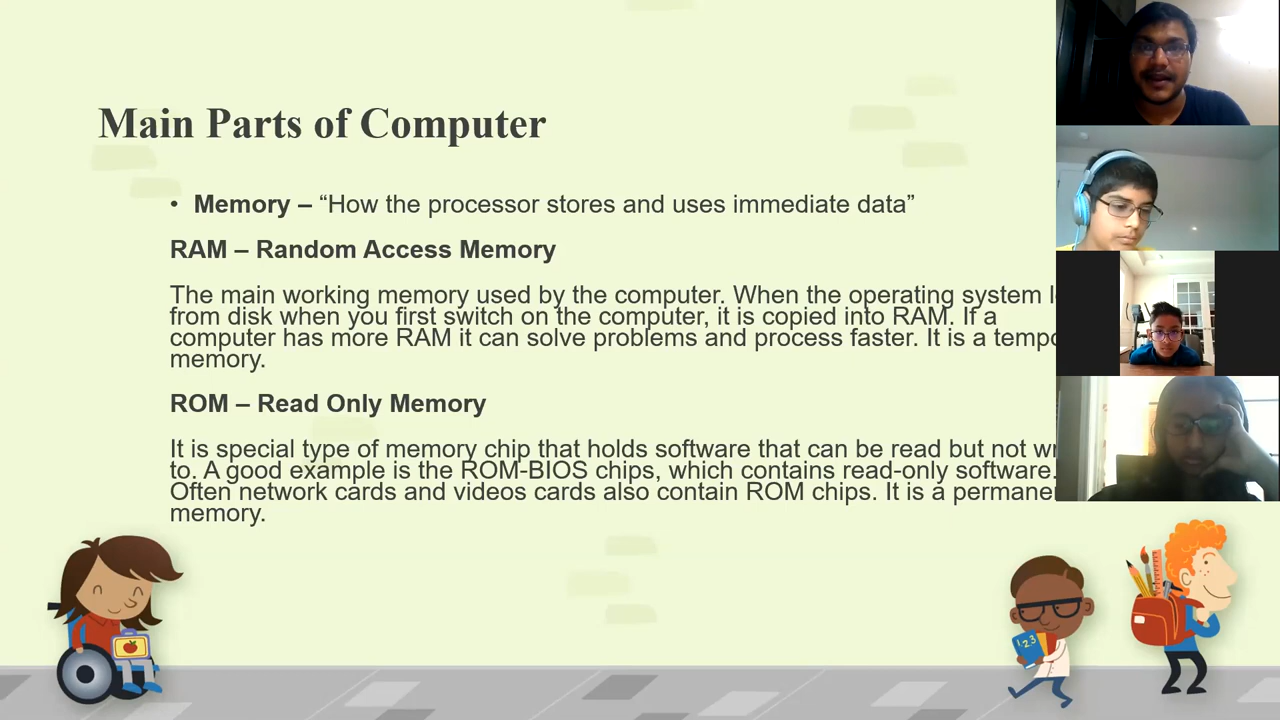 Main Parts of Computer
• Memory – “How the processor stores and uses immediate data”
RAM – Random Access Memory
The main working memory used by the computer. When the operating system
from disk when you first switch on the computer, it is copied into RAM. If a
computer has more RAM it can solve problems and process faster. It is a
memory.
ROM – Read Only Memory
It is special type of memory chip that holds software that can be read but not
to. A good example is the ROM-BIOS chips, which contains read-only software.
Often network cards and videos cards also contain ROM chips. It is a
memory.
123